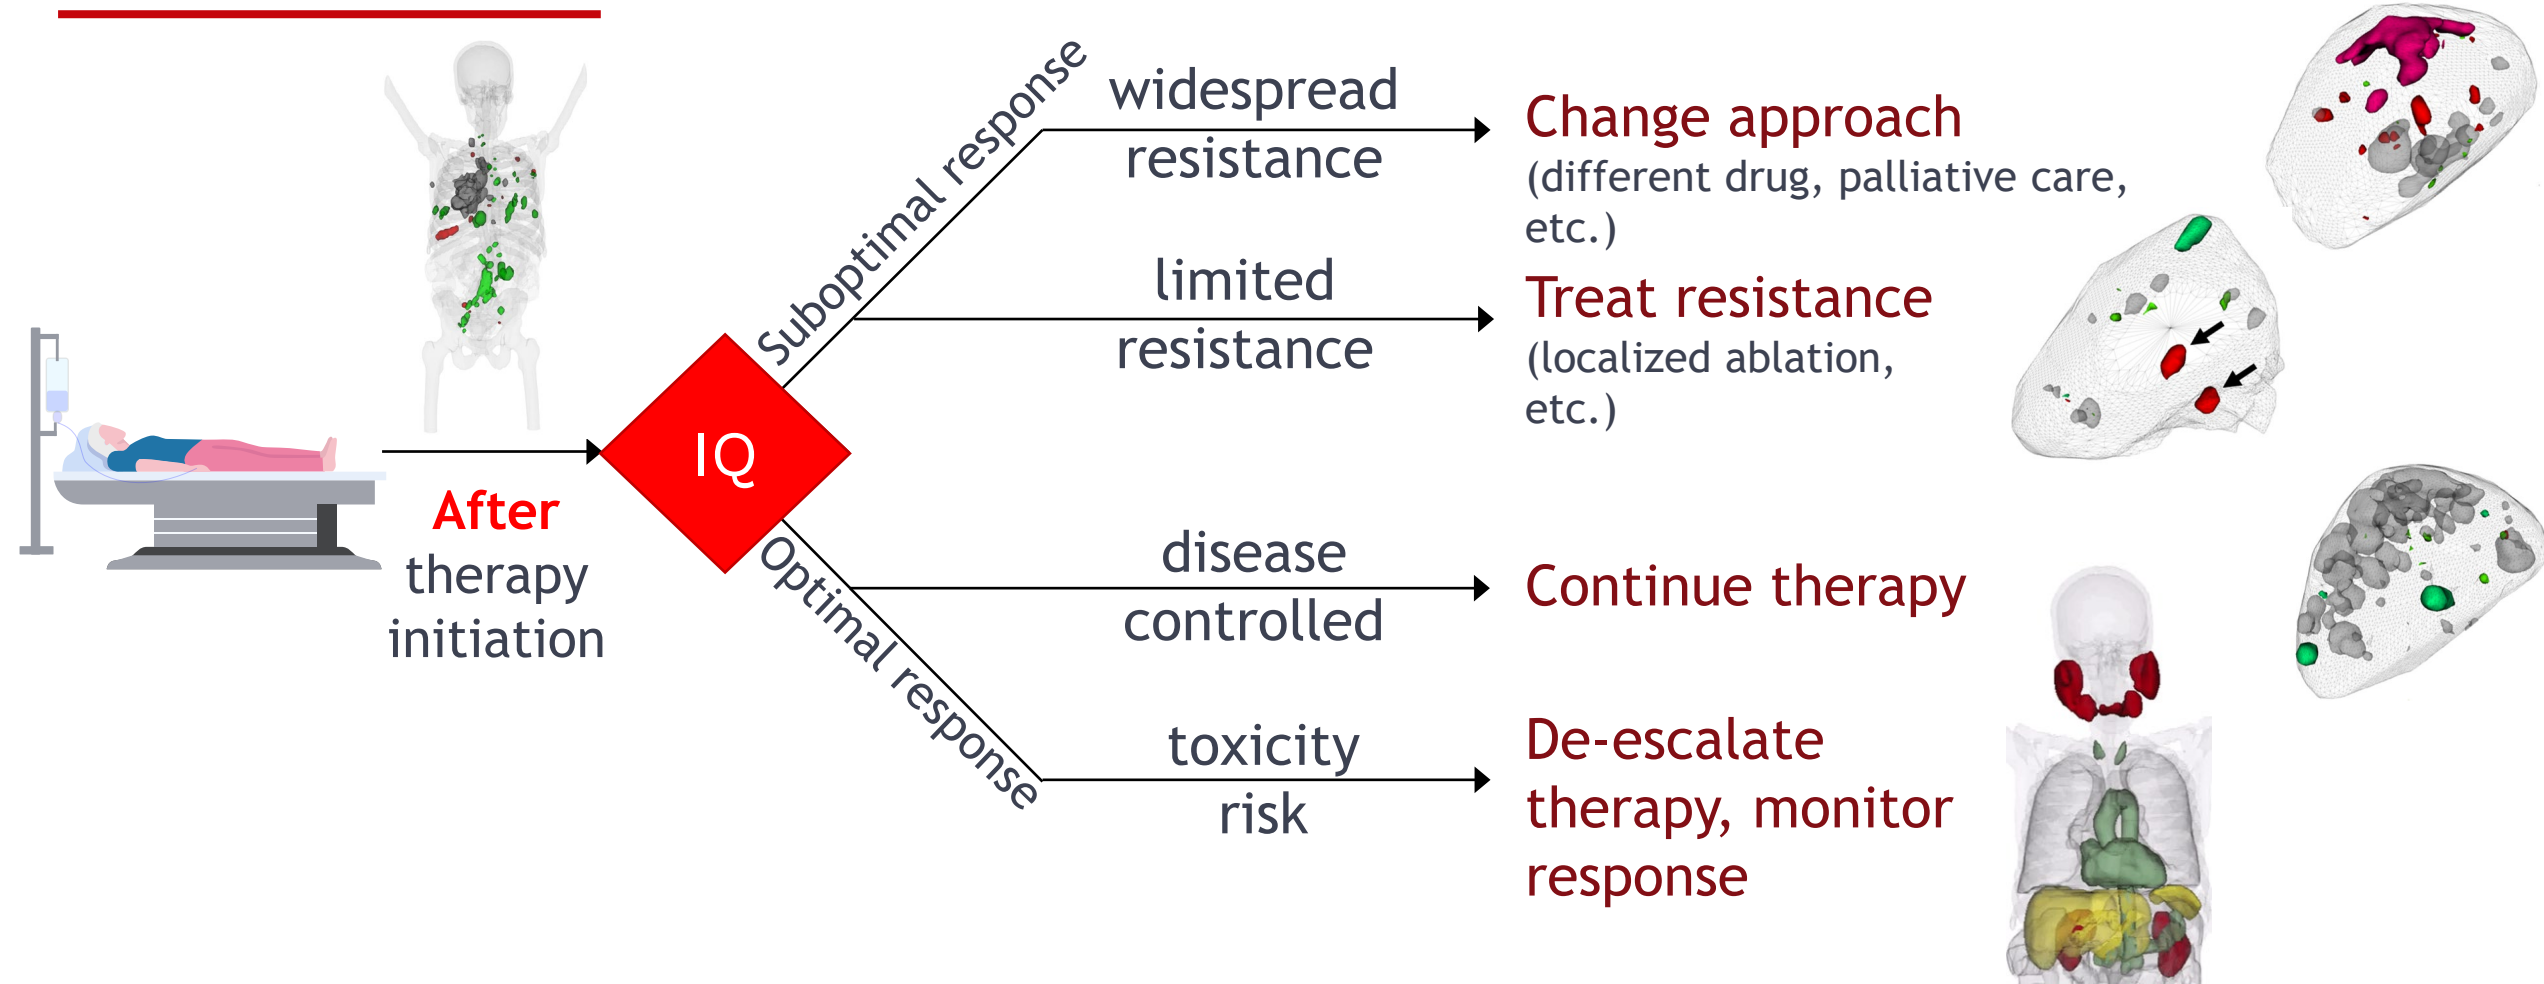 After
therapy
initiation
IQ
Suboptimal response
widespread
resistance
Change approach
(different drug, palliative care,
etc.)
limited
resistance
Treat resistance
(localized ablation,
etc.)
Optimal response
disease
controlled
Continue therapy
toxicity
risk
De-escalate
therapy, monitor
response